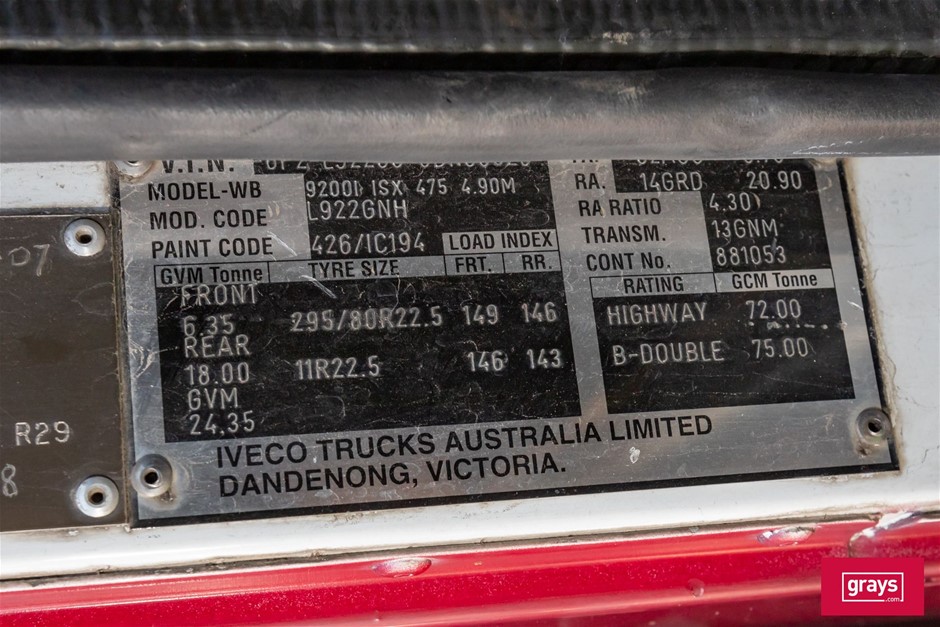 V.I.N.
MODEL-WB 9200I ISX 475 4.90M
MOD. CODE L922GNH
PAINT CODE 426/IC194
LOAD INDEX
GVM Tonne TYRE SIZE FRT. RR.
FRONT
6.35 295/80R22.5 149 146
REAR
18.00 11R22.5 146 143
GVM
24.35
RA. 14GRD 20.90
RA RATIO 4.30
TRANSM. 13GNM
CONT No. 881053
RATING GCM Tonne
HIGHWAY 72.00
B-DOUBLE 75.00
IVECO TRUCKS AUSTRALIA LIMITED
DANDENONG, VICTORIA.
07
R29
8
grays
.com